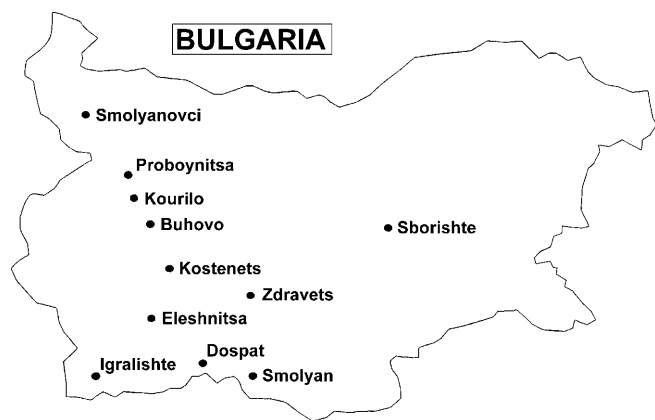 BULGARIA
Smolyanovci
Proboynitsa
Kourilo
Buhovo
Sborishte
Kostenets
Zdravets
Eleshnitsa
Dospat
Igralishte
Smolyan